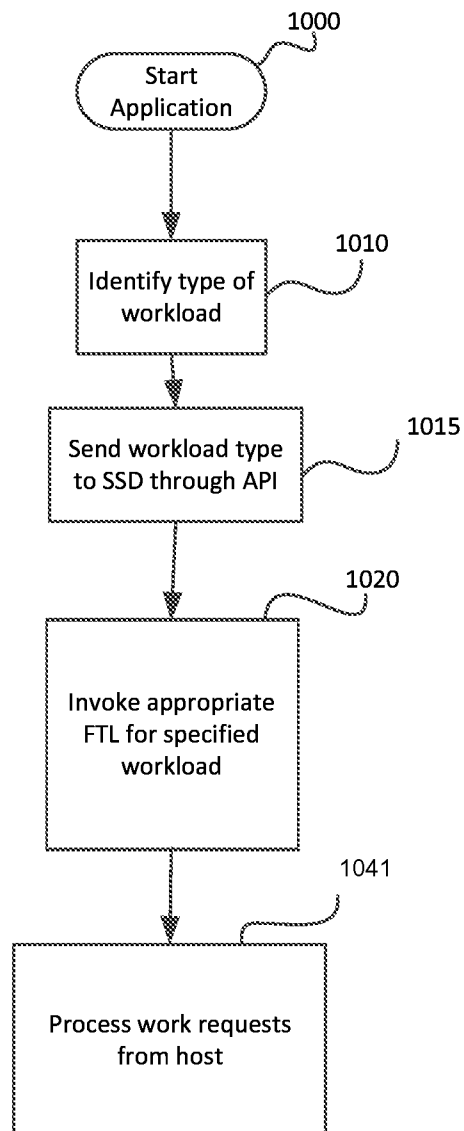 1000
Start
Application
1010
Identify type of
workload
1015
Send workload type
to SSD through API
1020
Invoke appropriate
FTL for specified
workload
1041
Process work requests
from host